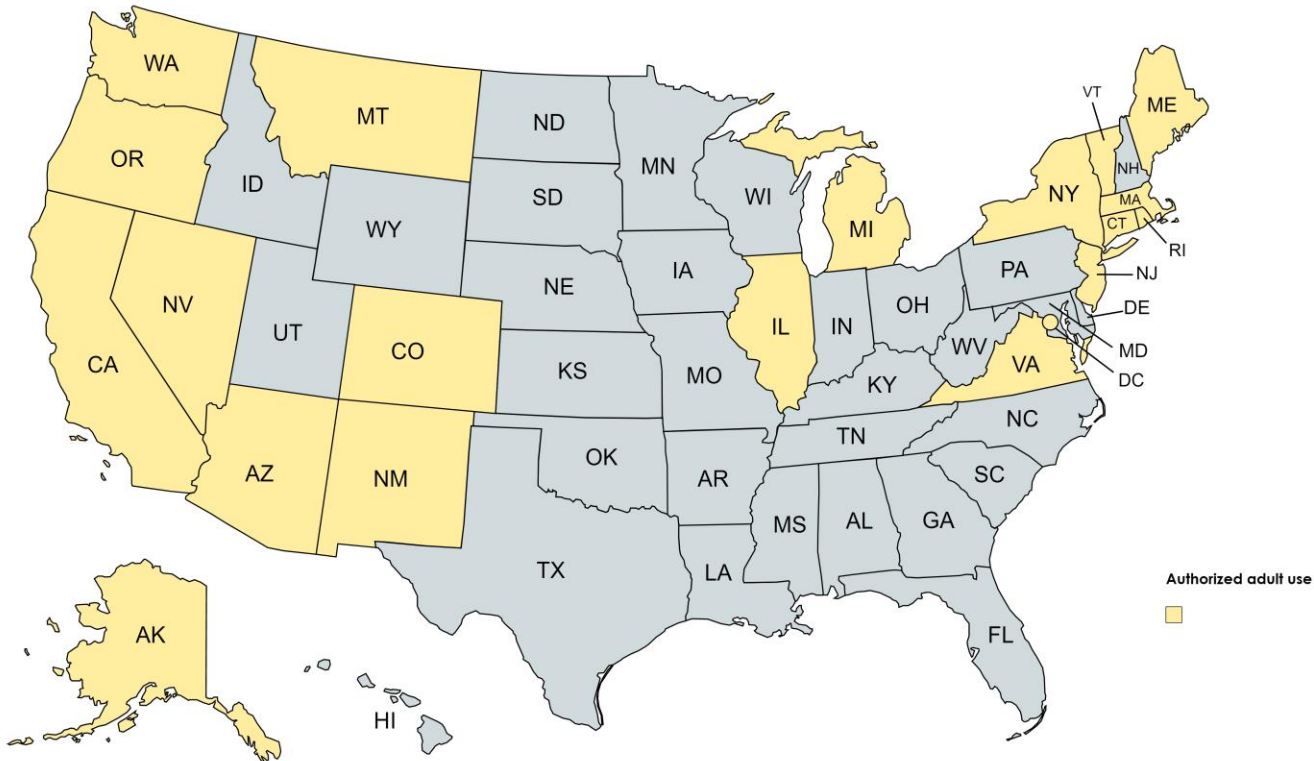 WA
MT
ND
MN
VT
ME
OR
ID
SD
WI
NH
NY
MA
WY
MI
CT
RI
IA
PA
NJ
NV
NE
OH
DE
UT
IL
IN
CA
CO
WV
MD
KS
MO
VA
DC
KY
NC
TN
AZ
NM
OK
AR
SC
MS
AL
GA
TX
LA
Authorized adult use
AK
FL
HI